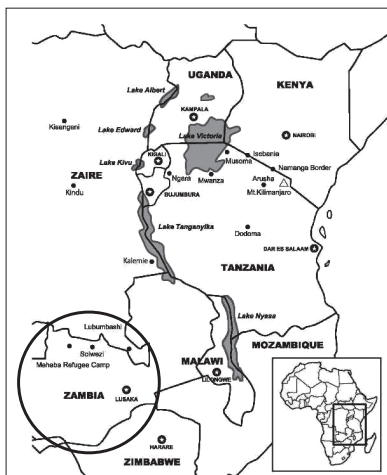 UGANDA
KENYA
Lake Albert
KAMPALA
Kisangani
Lake Edward
Lake Victoria
NAIROBI
Isebania
Musoma
KIGALI
Lake Kivu
Namanga Border
Ngara
Mwanza
Arusha
Mt.Kilimanjaro
ZAIRE
Kindu
BUJUMBURA
Lake Tanganyika
Dodoma
DAR ES SALAAM
Kalemie
TANZANIA
Lake Nyasa
Lubumbashi
Solwezi
Meheba Refugee Camp
MOZAMBIQUE
MALAWI
LILONGWE
ZAMBIA
LUSAKA
HARARE
ZIMBABWE